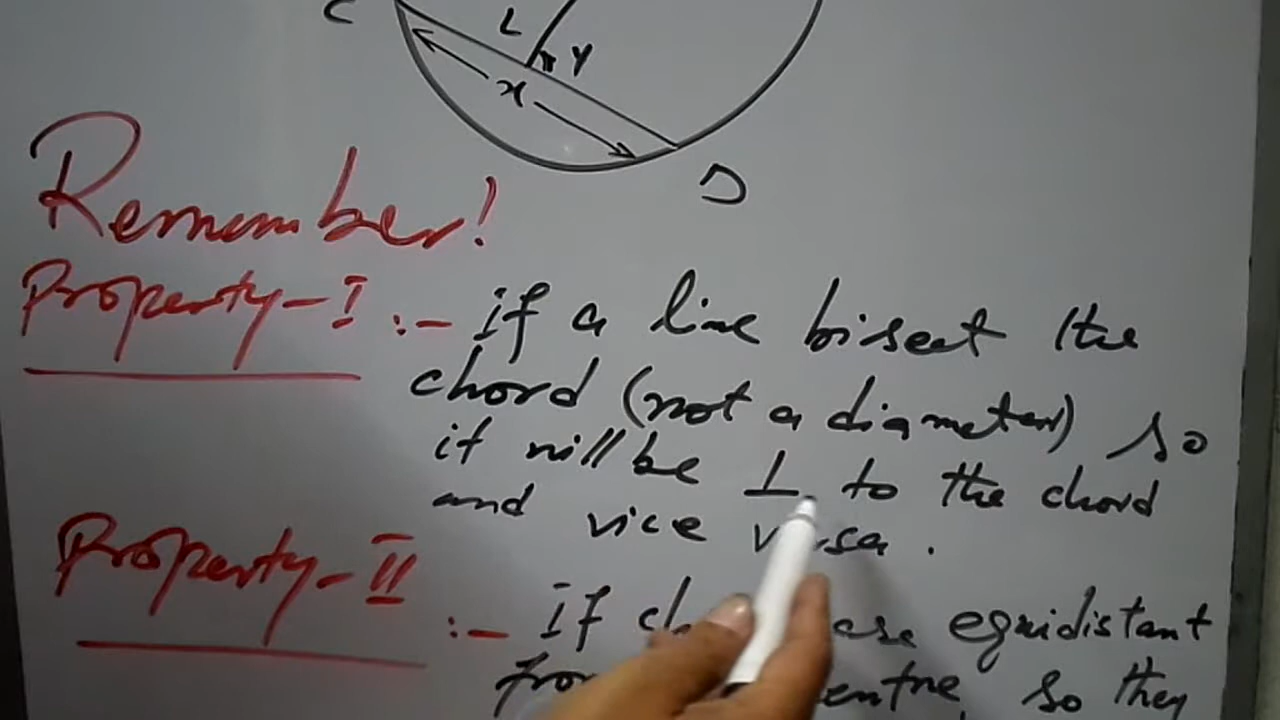 C
L
Y
x
D
Remember!
Property-I :- if a line bisect the
chord (not a diameter) so
it will be ⊥ to the chord
and vice versa.
Property-II :- If are equidistant
so they